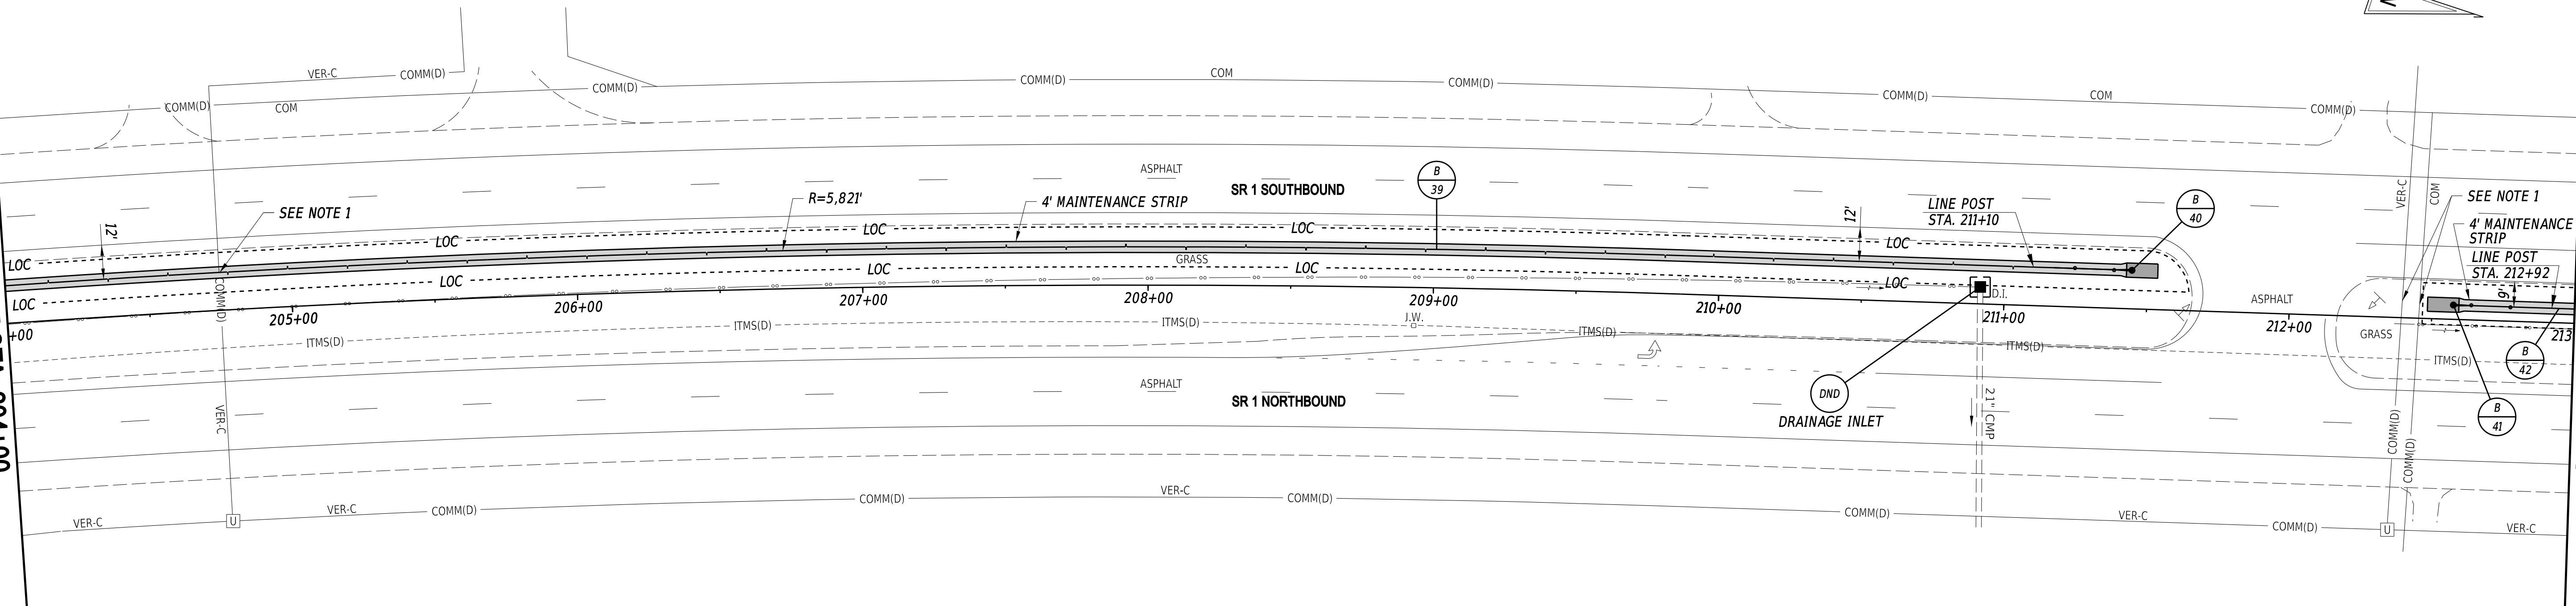 VER-C
COMM(D)
COMM(D)
COM
COMM(D)
COMM(D)
COM
COMM(D)
COMM(D)
COM
COMM(D)
ASPHALT
SR 1 SOUTHBOUND
B
39
SEE NOTE 1
R=5,821'
4' MAINTENANCE STRIP
12'
12'
LINE POST
STA. 211+10
B
40
VER-C
COM
SEE NOTE 1
4' MAINTENANCE
STRIP
LINE POST
STA. 212+92
9'
LOC
LOC
LOC
LOC
LOC
GRASS
LOC
LOC
LOC
LOC
LOC
D.I.
COMM(D)
+00
205+00
206+00
207+00
208+00
209+00
210+00
211+00
212+00
213
ASPHALT
GRASS
J.W.
ITMS(D)
ITMS(D)
ITMS(D)
ITMS(D)
ITMS(D)
ITMS(D)
B
42
B
41
DND
DRAINAGE INLET
21" CMP
ASPHALT
SR 1 NORTHBOUND
VER-C
COMM(D)
COMM(D)
VER-C
U
VER-C
COMM(D)
COMM(D)
VER-C
COMM(D)
COMM(D)
VER-C
COMM(D)
U
VER-C